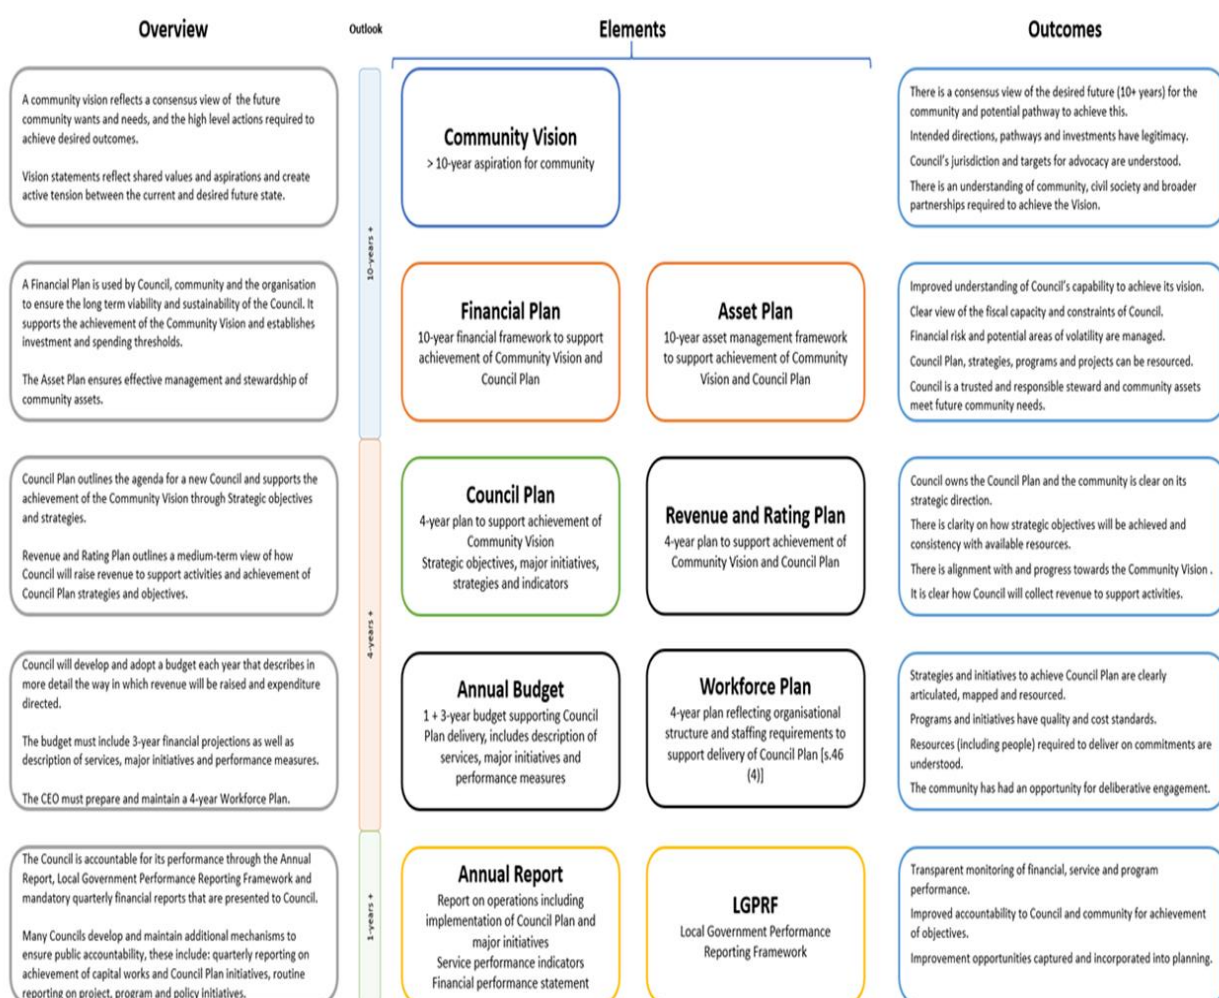 Overview
Outlook
Elements
Outcomes
A community vision reflects a consensus view of the future
community wants and needs, and the high level actions required to
achieve desired outcomes.
Vision statements reflect shared values and aspirations and create
active tension between the current and desired future state.
10-years +
Community Vision
> 10-year aspiration for community
There is a consensus view of the desired future (10+ years) for the
community and potential pathway to achieve this.
Intended directions, pathways and investments have legitimacy.
Council's jurisdiction and targets for advocacy are understood.
There is an understanding of community, civil society and broader
partnerships required to achieve the Vision.
A Financial Plan is used by Council, community and the organisation
to ensure the long term viability and sustainability of the Council. It
supports the achievement of the Community Vision and establishes
investment and spending thresholds.
The Asset Plan ensures effective management and stewardship of
community assets.
Financial Plan
10-year financial framework to support
achievement of Community Vision and
Council Plan
Asset Plan
10-year asset management framework
to support achievement of Community
Vision and Council Plan
Improved understanding of Council's capability to achieve its vision.
Clear view of the fiscal capacity and constraints of Council.
Financial risk and potential areas of volatility are managed.
Council Plan, strategies, programs and projects can be resourced.
Council is a trusted and responsible steward and community assets
meet future community needs.
Council Plan outlines the agenda for a new Council and supports the
achievement of the Community Vision through Strategic objectives
and strategies.
Revenue and Rating Plan outlines a medium-term view of how
Council will raise revenue to support activities and achievement of
Council Plan strategies and objectives.
4-years +
Council Plan
4-year plan to support achievement of
Community Vision
Strategic objectives, major initiatives,
strategies and indicators
Revenue and Rating Plan
4-year plan to support achievement of
Community Vision and Council Plan
Council owns the Council Plan and the community is clear on its
strategic direction.
There is clarity on how strategic objectives will be achieved and
consistency with available resources.
There is alignment with and progress towards the Community Vision .
It is clear how Council will collect revenue to support activities.
Council will develop and adopt a budget each year that describes in
more detail the way in which revenue will be raised and expenditure
directed.
The budget must include 3-year financial projections as well as
description of services, major initiatives and performance measures.
The CEO must prepare and maintain a 4-year Workforce Plan.
Annual Budget
1 + 3-year budget supporting Council
Plan delivery, includes description of
services, major initiatives and
performance measures
Workforce Plan
4-year plan reflecting organisational
structure and staffing requirements to
support delivery of Council Plan [s.46
(4)]
Strategies and initiatives to achieve Council Plan are clearly
articulated, mapped and resourced.
Programs and initiatives have quality and cost standards.
Resources (including people) required to deliver on commitments are
understood.
The community has had an opportunity for deliberative engagement.
The Council is accountable for its performance through the Annual
Report, Local Government Performance Reporting Framework and
mandatory quarterly financial reports that are presented to Council.
Many Councils develop and maintain additional mechanisms to
ensure public accountability, these include: quarterly reporting on
achievement of capital works and Council Plan initiatives, routine
reporting on project, program and policy initiatives.
1-years +
Annual Report
Report on operations including
implementation of Council Plan and
major initiatives
Service performance indicators
Financial performance statement
LGPRF
Local Government Performance
Reporting Framework
Transparent monitoring of financial, service and program
performance.
Improved accountability to Council and community for achievement
of objectives.
Improvement opportunities captured and incorporated into planning.